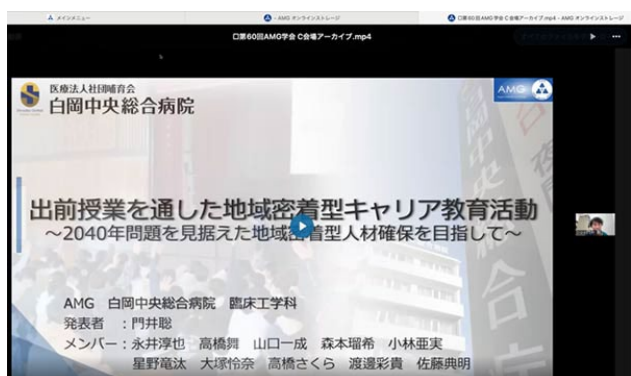 メインメニュー
- AMG オンラインストレージ
口第60回AMG学会 C会場アーカイブ.mp4 - AMG オンラインストレージ
口第60回AMG学会 C会場アーカイブ.mp4
医療法人社団哺育会
白岡中央総合病院
AMG
出前授業を通した地域密着型キャリア教育活動
~2040年問題を見据えた地域密着型人材確保を目指して~
AMG 白岡中央総合病院 臨床工学科
発表者 :門井聡
メンバー:永井淳也 高橋舞 山口一成 森本瑠希 小林亜実
星野竜汰 大塚怜奈 高橋さくら 渡邉彩貴 佐藤典明